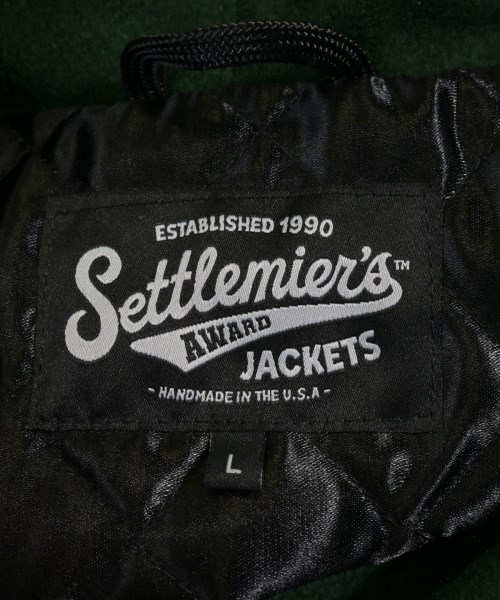 ESTABLISHED 1990
Settlemier's™
AWARD
JACKETS
- HANDMADE IN THE U.S.A -
L